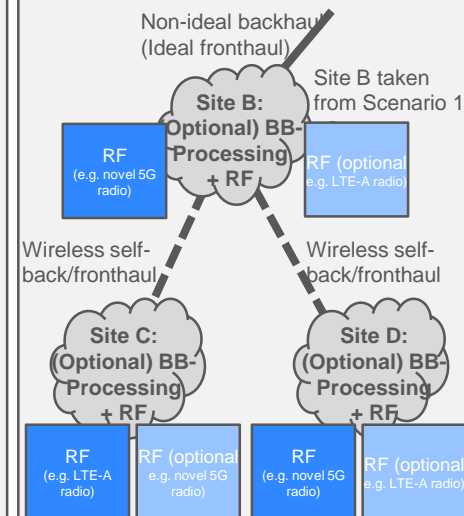 Non-ideal backhaul
(Ideal fronthaul)
Site B taken
from Scenario 1
Site B:
(Optional) BB-
Processing
+ RF
RF
(e.g. novel 5G
radio)
RF (optional
e.g. LTE-A radio)
Wireless self-
back/fronthaul
Wireless self-
back/fronthaul
Site C:
(Optional) BB-
Processing
+ RF
Site D:
(Optional) BB-
Processing
+ RF
RF
(e.g. LTE-A
radio)
RF (optional
e.g. novel 5G
radio)
RF
(e.g. novel 5G
radio)
RF (optional
e.g. LTE-A radio)